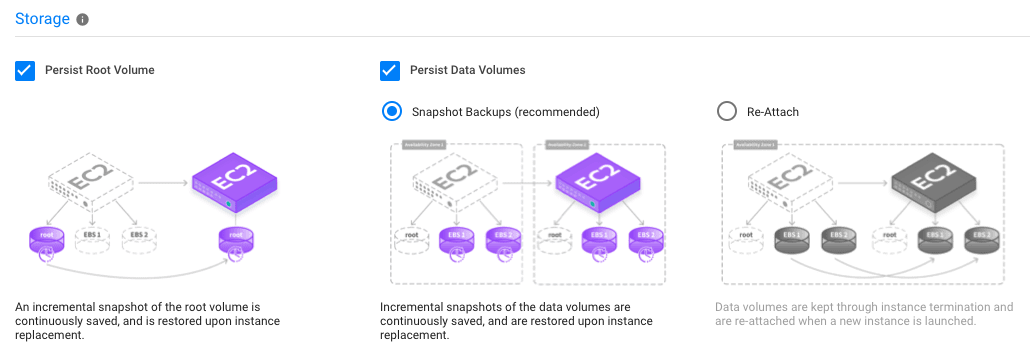 Storage
Persist Root Volume
Persist Data Volumes
Snapshot Backups (recommended)
Re-Attach
EC2
EC2
root
EBS 1
EBS 2
root
An incremental snapshot of the root volume is
continuously saved, and is restored upon instance
replacement.
Availability Zone 1
Availability Zone 2
EC2
EC2
root
EBS 1
EBS 2
root
EBS 1
EBS 2
Incremental snapshots of the data volumes are
continuously saved, and are restored upon instance
replacement.
Availability Zone 1
EC2
EC2
root
EBS 1
EBS 2
root
EBS 1
EBS 2
Data volumes are kept through instance termination and
are re-attached when a new instance is launched.